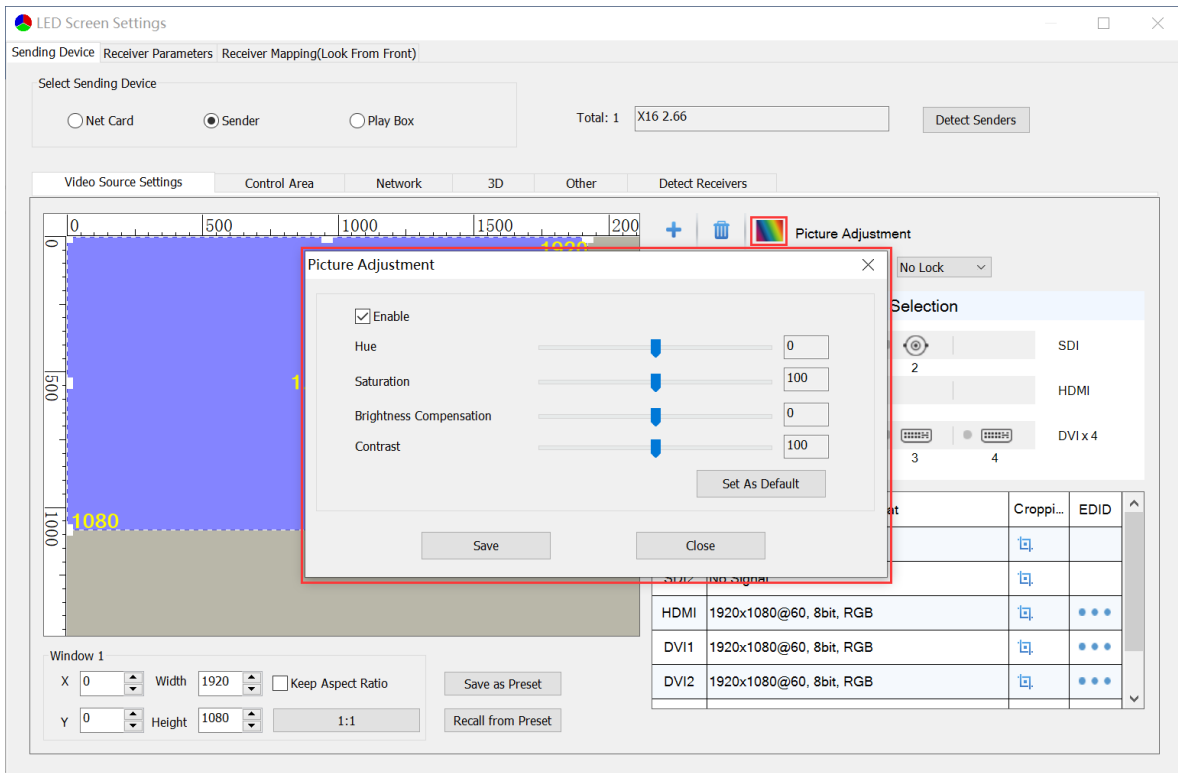 LED Screen Settings
Sending Device Receiver Parameters Receiver Mapping(Look From Front)
Select Sending Device
Net Card Sender Play Box Total: 1 X16 2.66 Detect Senders
Video Source Settings Control Area Network 3D Other Detect Receivers
0 500 1000 1500 200
Picture Adjustment
0
500
1000
1920
1080
Picture Adjustment
No Lock
Enable
Hue 0
Saturation 100
Brightness Compensation 0
Contrast 100
Set As Default
Save Close
Selection
SDI
2
HDMI
DVI x 4
3 4
at Croppi... EDID
SDI2 No Signal
HDMI 1920x1080@60, 8bit, RGB
DVI1 1920x1080@60, 8bit, RGB
DVI2 1920x1080@60, 8bit, RGB
Window 1
X 0 Width 1920 Keep Aspect Ratio Save as Preset
Y 0 Height 1080 1:1 Recall from Preset